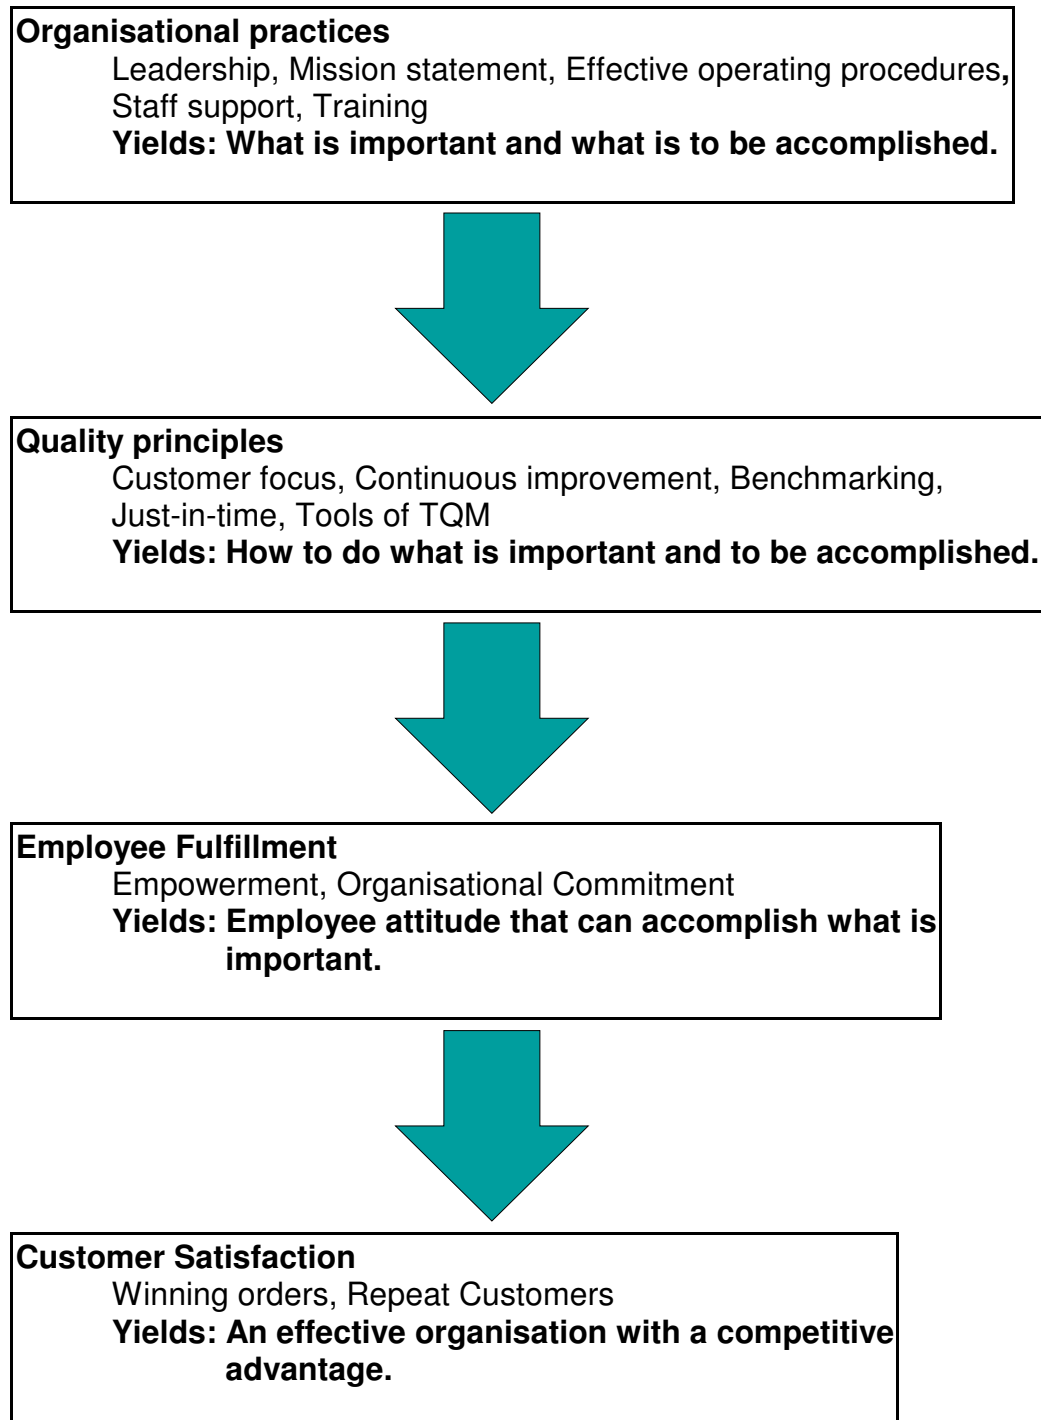 Organisational practices
Leadership, Mission statement, Effective operating procedures,
Staff support, Training
Yields: What is important and what is to be accomplished.
Quality principles
Customer focus, Continuous improvement, Benchmarking,
Just-in-time, Tools of TQM
Yields: How to do what is important and to be accomplished.
Employee Fulfillment
Empowerment, Organisational Commitment
Yields: Employee attitude that can accomplish what is
important.
Customer Satisfaction
Winning orders, Repeat Customers
Yields: An effective organisation with a competitive
advantage.